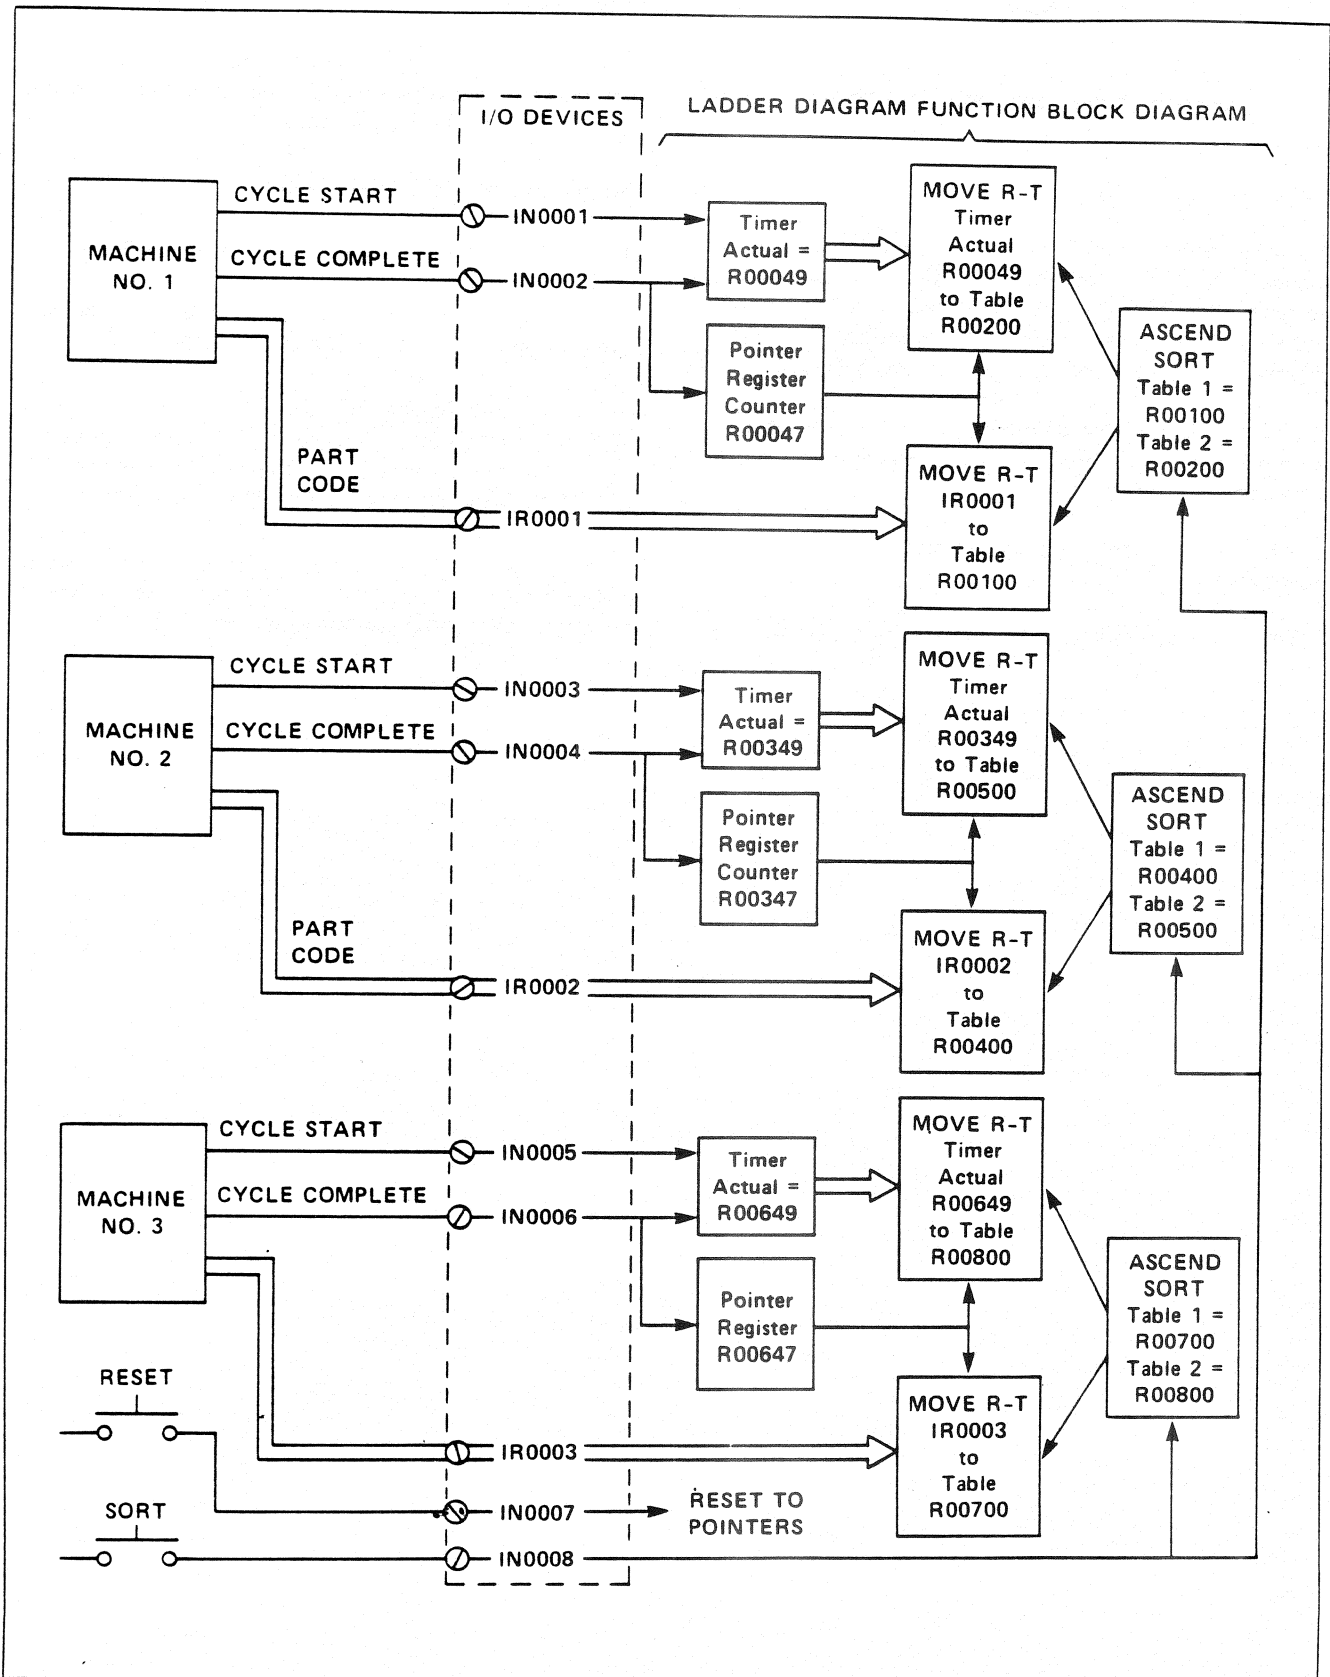 I/O DEVICES
LADDER DIAGRAM FUNCTION BLOCK DIAGRAM
MACHINE
NO. 1
CYCLE START
CYCLE COMPLETE
PART
CODE
IN0001
IN0002
IR0001
Timer
Actual =
R00049
Pointer
Register
Counter
R00047
MOVE R-T
Timer
Actual
R00049
to Table
R00200
MOVE R-T
IR0001
to
Table
R00100
ASCEND
SORT
Table 1 =
R00100
Table 2 =
R00200
MACHINE
NO. 2
CYCLE START
CYCLE COMPLETE
PART
CODE
IN0003
IN0004
IR0002
Timer
Actual =
R00349
Pointer
Register
Counter
R00347
MOVE R-T
Timer
Actual
R00349
to Table
R00500
MOVE R-T
IR0002
to
Table
R00400
ASCEND
SORT
Table 1 =
R00400
Table 2 =
R00500
MACHINE
NO. 3
CYCLE START
CYCLE COMPLETE
IN0005
IN0006
IR0003
Timer
Actual =
R00649
Pointer
Register
R00647
MOVE R-T
Timer
Actual
R00649
to Table
R00800
MOVE R-T
IR0003
to
Table
R00700
ASCEND
SORT
Table 1 =
R00700
Table 2 =
R00800
RESET
IN0007
RESET TO
POINTERS
SORT
IN0008